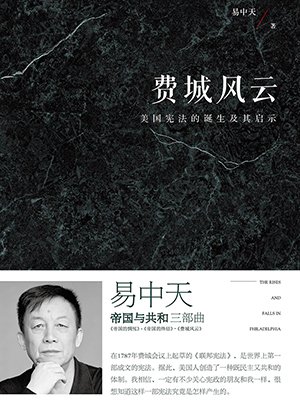 易中天 著
费城风云
美国宪法的诞生及其启示
易中天
帝国与共和三部曲
《帝国的惆怅》·《帝国的终结》·《费城风云》
THE RISES
AND
FALLS IN
PHILADELPHIA
在1787年费城会议上起草的《联邦宪法》，是世界上第
一部成文的宪法。据此，美国人创造了一种跟民主又共和的
体制。我相信，一定有不少关心宪政的朋友和我一样，很
想知道这样一部宪法究竟是怎样产生的。